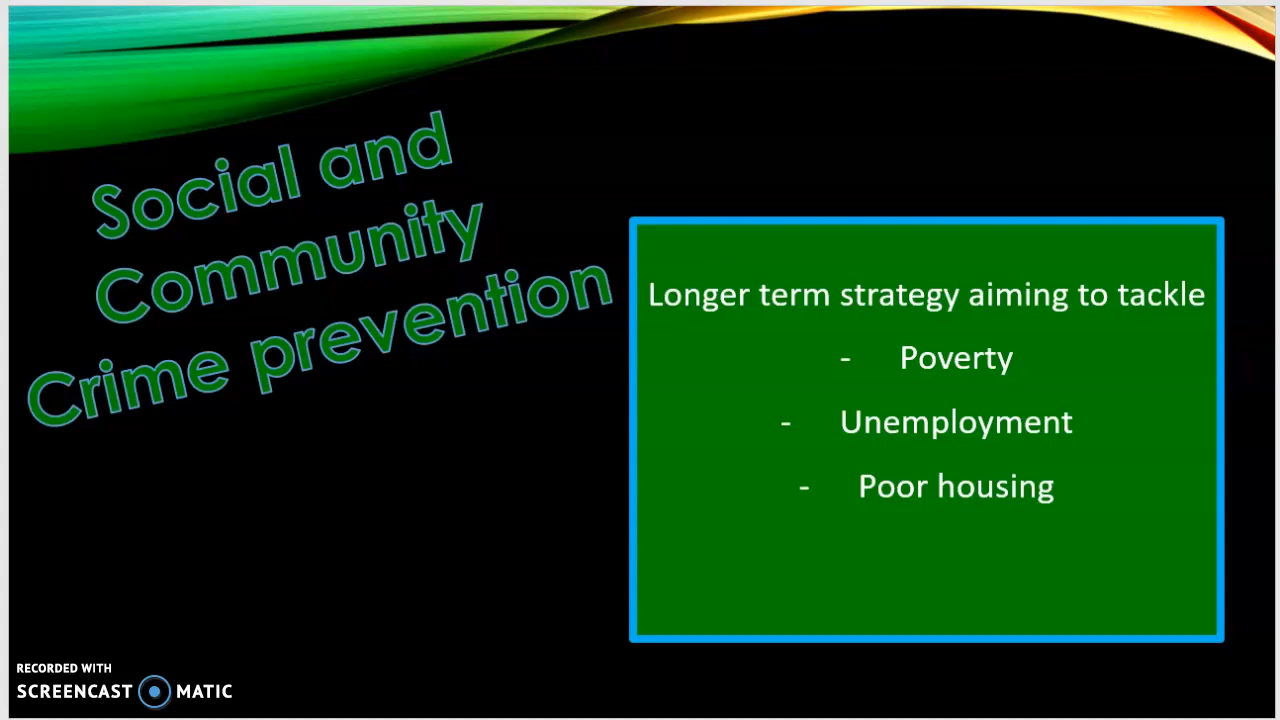 Social and
Community
Crime prevention
Longer term strategy aiming to tackle
- Poverty
- Unemployment
- Poor housing
RECORDED WITH
SCREENCAST MATIC